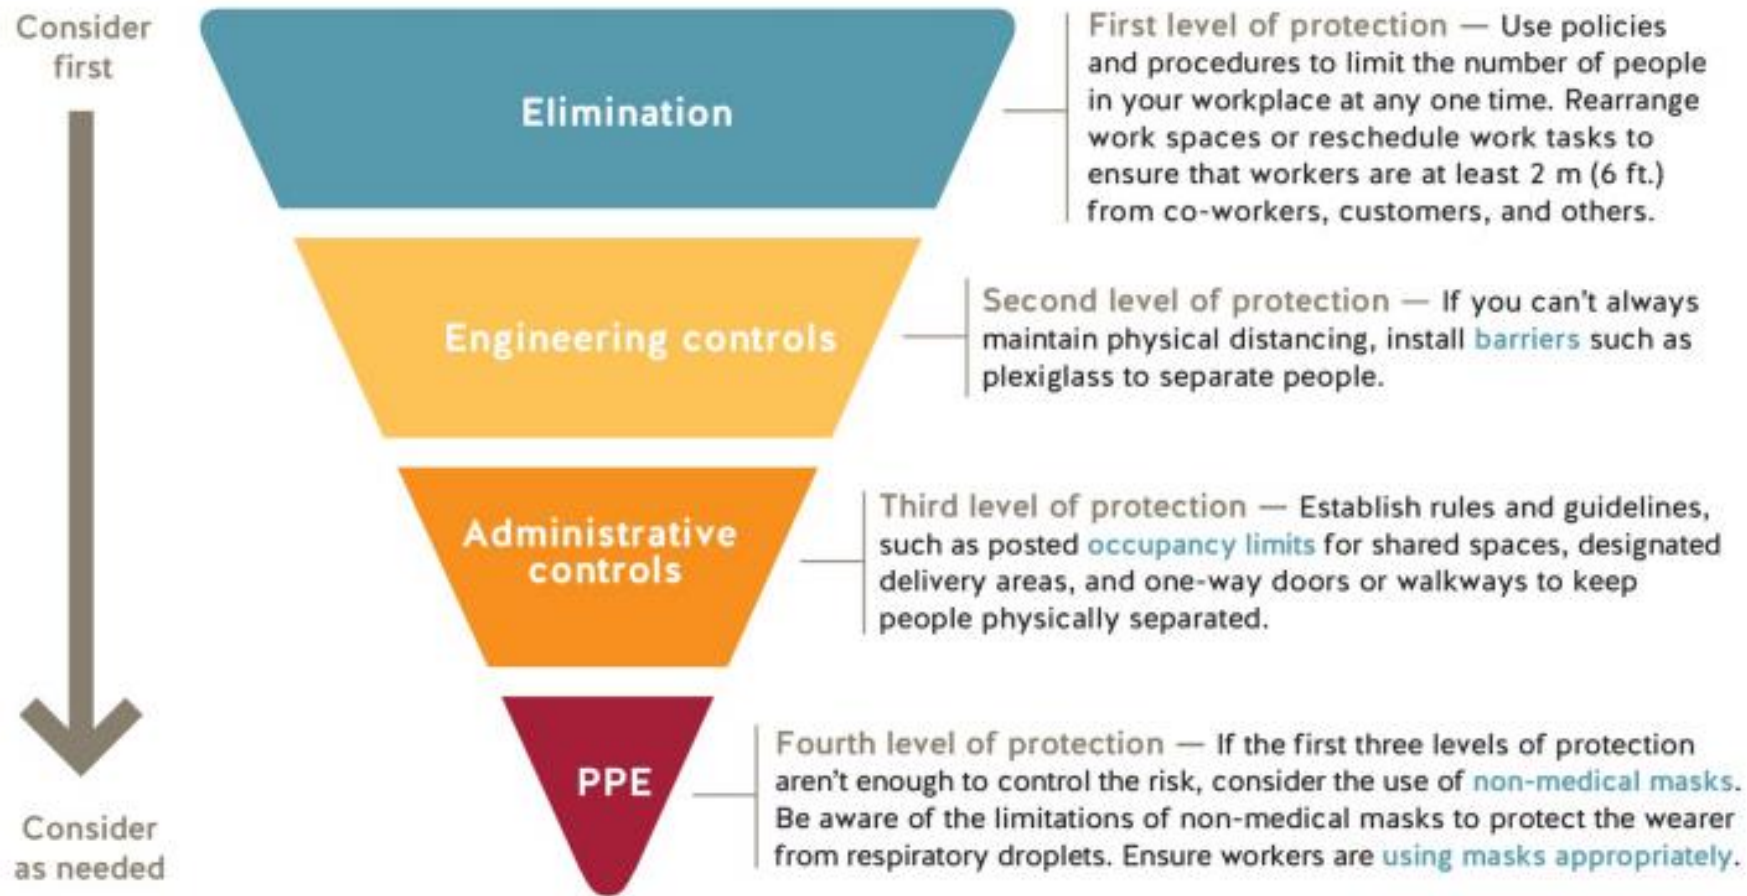 Consider
first
Elimination
First level of protection — Use policies
and procedures to limit the number of people
in your workplace at any one time. Rearrange
work spaces or reschedule work tasks to
ensure that workers are at least 2 m (6 ft.)
from co-workers, customers, and others.
Engineering controls
Second level of protection — If you can't always
maintain physical distancing, install barriers such as
plexiglass to separate people.
Administrative
controls
Third level of protection — Establish rules and guidelines,
such as posted occupancy limits for shared spaces, designated
delivery areas, and one-way doors or walkways to keep
people physically separated.
PPE
Fourth level of protection — If the first three levels of protection
aren't enough to control the risk, consider the use of non-medical masks.
Be aware of the limitations of non-medical masks to protect the wearer
from respiratory droplets. Ensure workers are using masks appropriately.
Consider
as needed